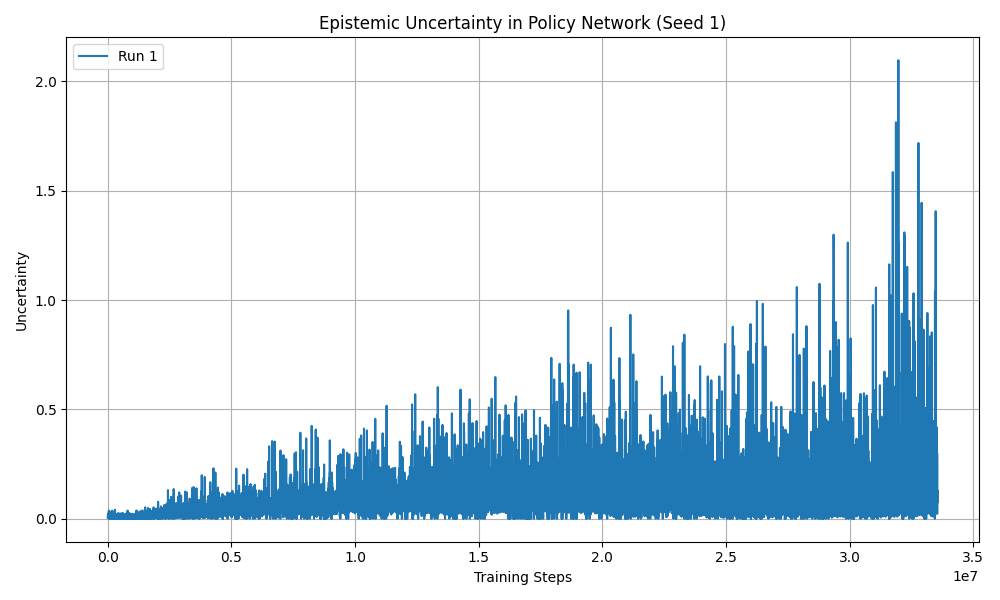 Epistemic Uncertainty in Policy Network (Seed 1)
Run 1
Uncertainty
2.0
1.5
1.0
0.5
0.0
0.0 0.5 1.0 1.5 2.0 2.5 3.0 3.5
1e7
Training Steps